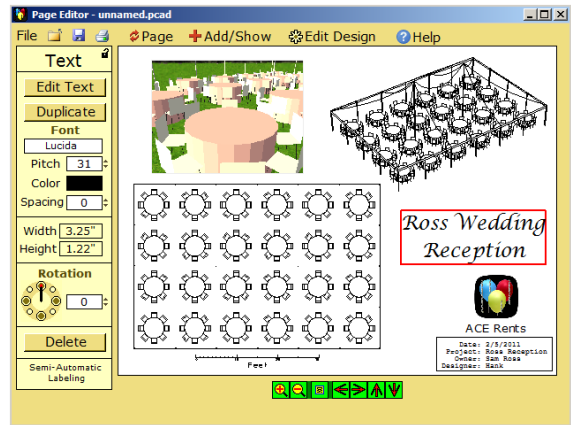 Page Editor - unnamed.pcad
File Page Add/Show Edit Design Help
Text
Edit Text
Duplicate
Font
Lucida
Pitch 31
Color
Spacing 0
Width 3.25"
Height 1.22"
Rotation
0
Delete
Semi-Automatic
Labeling
Feet
Ross Wedding
Reception
ACE Rents
Date: 2/5/2011
Project: Ross Reception
Owner: Sam Ross
Designer: Hank